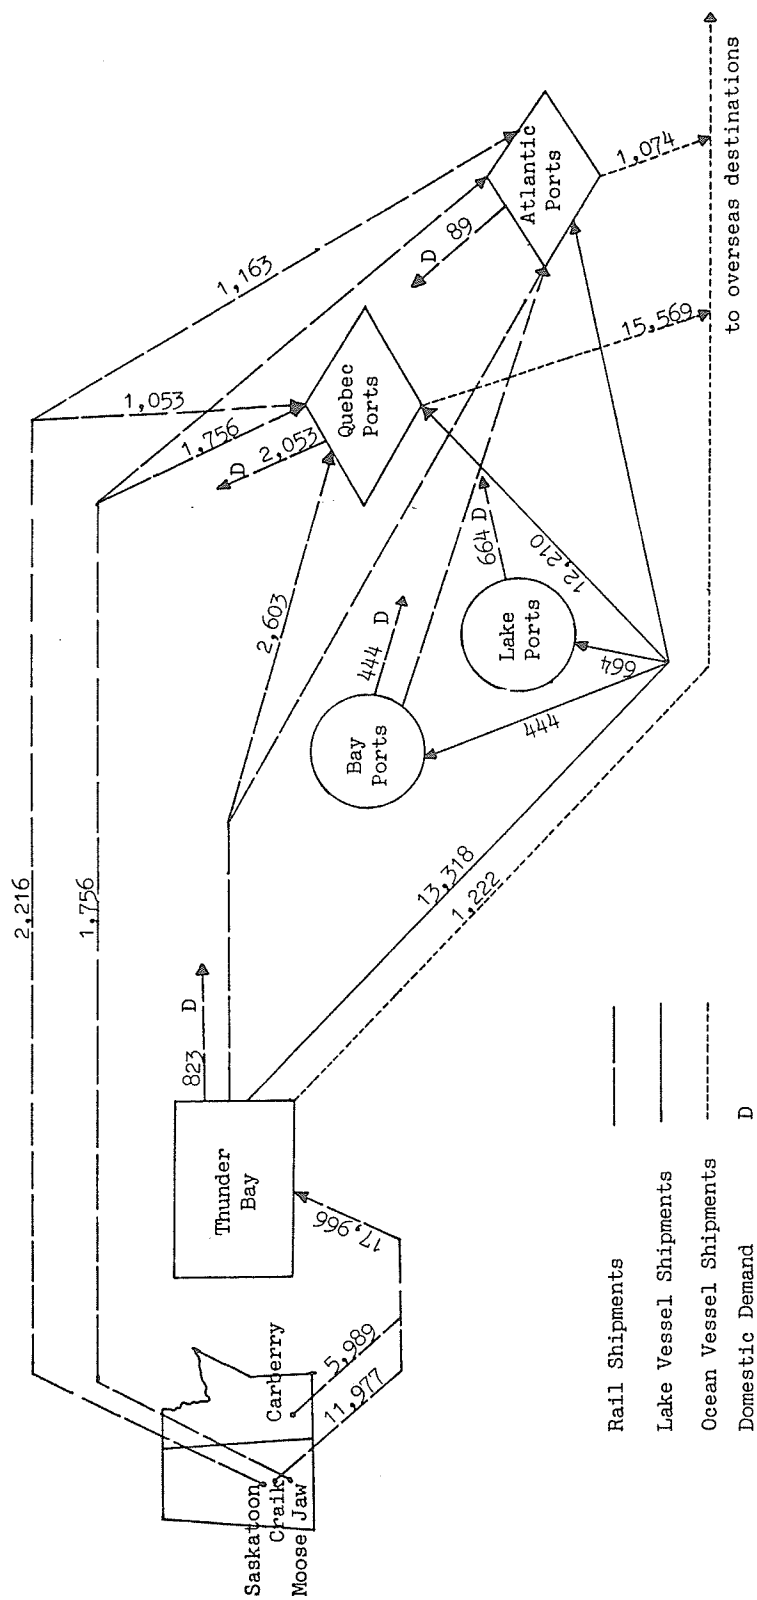 2,216
1,756
1,163
1,053
1,756
D 2,053
D 89
Atlantic
Ports
1,074
Quebec
Ports
15,569
to overseas destinations
2,603
823 D
Thunder
Bay
17,966
Bay
Ports
444 D
Lake
Ports
664 D
12,210
664
444
13,318
1,222
Saskatoon
Craik
Moose Jaw
Carberry
5,989
11,977
Rail Shipments
Lake Vessel Shipments
Ocean Vessel Shipments
Domestic Demand D